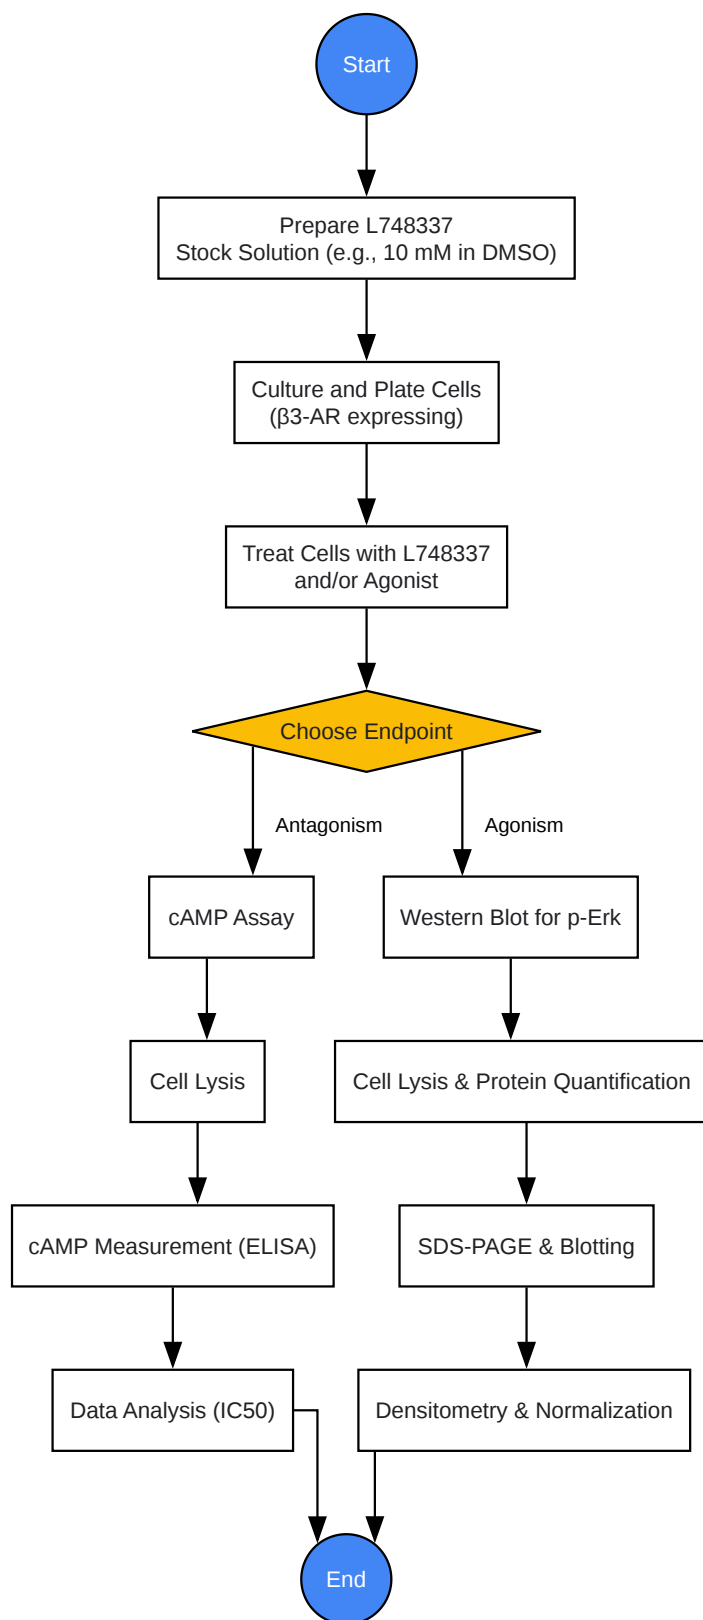 Start
Prepare L748337
Stock Solution (e.g., 10 mM in DMSO)
Culture and Plate Cells
(β3-AR expressing)
Treat Cells with L748337
and/or Agonist
Choose Endpoint
Antagonism
Agonism
cAMP Assay
Western Blot for p-Erk
Cell Lysis
Cell Lysis & Protein Quantification
cAMP Measurement (ELISA)
SDS-PAGE & Blotting
Data Analysis (IC50)
Densitometry & Normalization
End